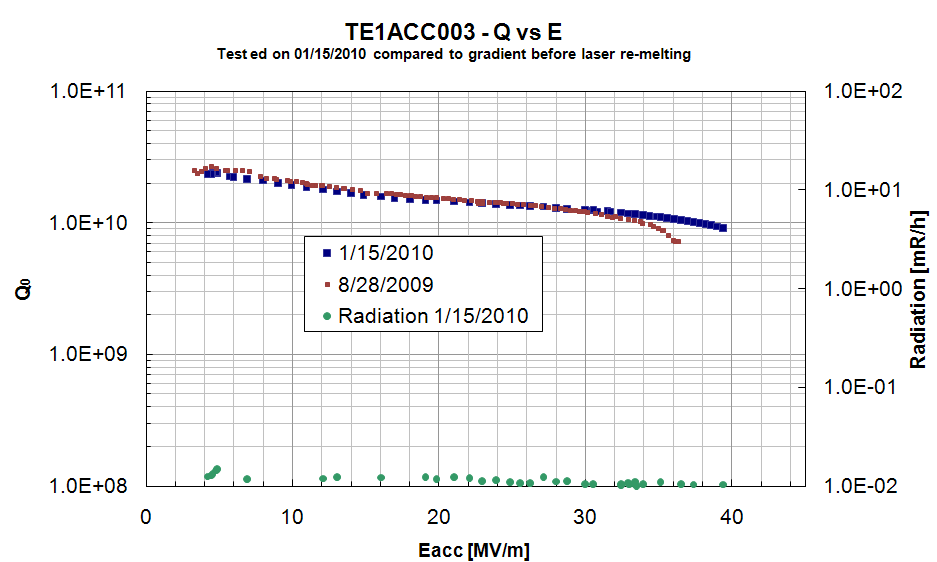 TE1ACC003 - Q vs E
Tested on 01/15/2010 compared to gradient before laser re-melting
1.0E+11
1.0E+10
1.0E+09
1.0E+08
Q0
1.0E+02
1.0E+01
1.0E+00
1.0E-01
1.0E-02
Radiation [mR/h]
1/15/2010
8/28/2009
Radiation 1/15/2010
0 10 20 30 40
Eacc [MV/m]